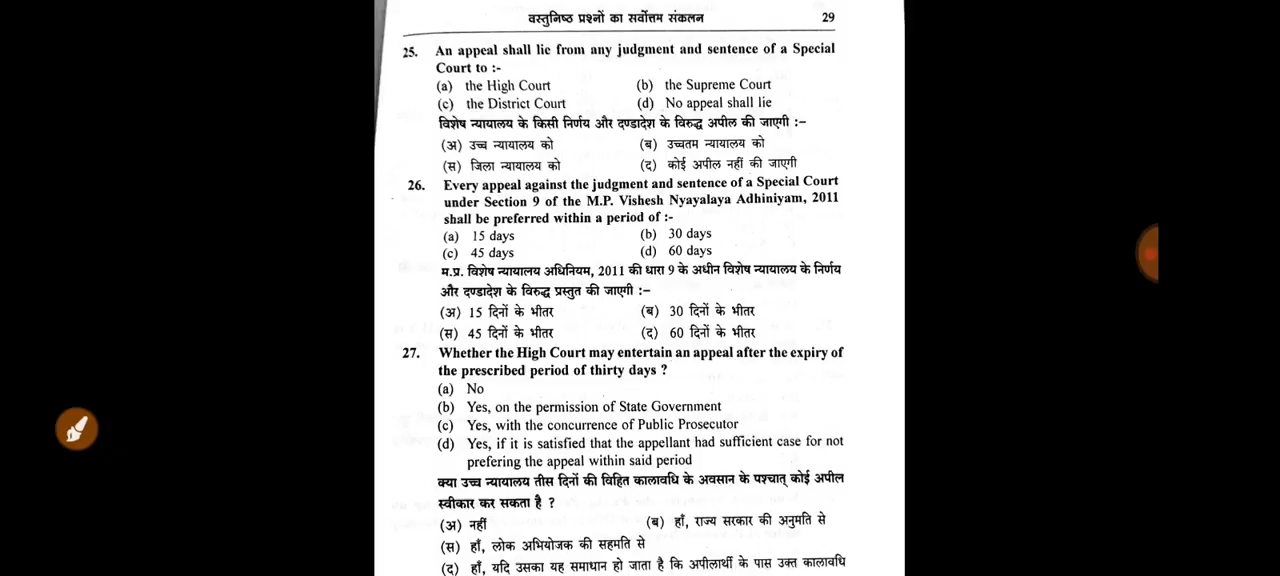 वस्तुनिष्ठ प्रश्नों का सर्वोत्तम संकलन 29
25. An appeal shall lie from any judgment and sentence of a Special
Court to :-
(a) the High Court (b) the Supreme Court
(c) the District Court (d) No appeal shall lie
विशेष न्यायालय के किसी निर्णय और दण्डादेश के विरुद्ध अपील की जाएगी :–
(अ) उच्च न्यायालय को (ब) उच्चतम न्यायालय को
(स) जिला न्यायालय को (द) कोई अपील नहीं की जाएगी
26. Every appeal against the judgment and sentence of a Special Court
under Section 9 of the M.P. Vishesh Nyayalaya Adhiniyam, 2011
shall be preferred within a period of :-
(a) 15 days (b) 30 days
(c) 45 days (d) 60 days
म.प्र. विशेष न्यायालय अधिनियम, 2011 की धारा 9 के अधीन विशेष न्यायालय के निर्णय
और दण्डादेश के विरुद्ध प्रस्तुत की जाएगी :–
(अ) 15 दिनों के भीतर (ब) 30 दिनों के भीतर
(स) 45 दिनों के भीतर (द) 60 दिनों के भीतर
27. Whether the High Court may entertain an appeal after the expiry of
the prescribed period of thirty days ?
(a) No
(b) Yes, on the permission of State Government
(c) Yes, with the concurrence of Public Prosecutor
(d) Yes, if it is satisfied that the appellant had sufficient case for not
prefering the appeal within said period
क्या उच्च न्यायालय तीस दिनों की विहित कालावधि के अवसान के पश्चात् कोई अपील
स्वीकार कर सकता है ?
(अ) नहीं (ब) हाँ, राज्य सरकार की अनुमति से
(स) हाँ, लोक अभियोजक की सहमति से
(द) हाँ, यदि उसका यह समाधान हो जाता है कि अपीलार्थी के पास उक्त कालावधि